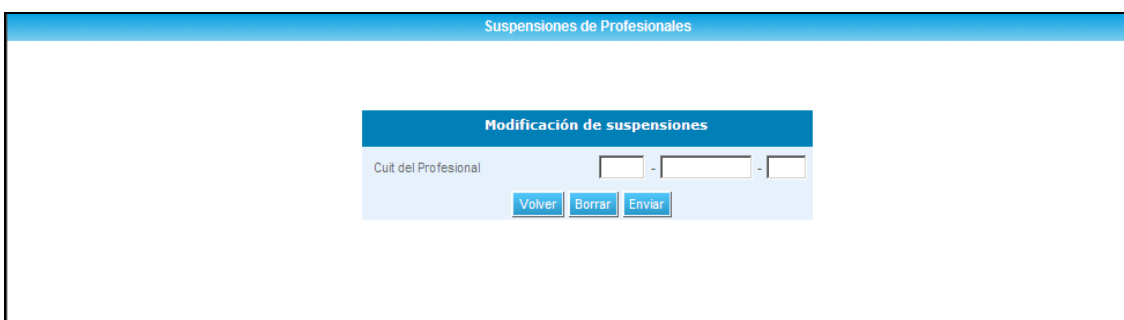 Suspensiones de Profesionales
Modificación de suspensiones
Cuit del Profesional - -
Volver Borrar Enviar